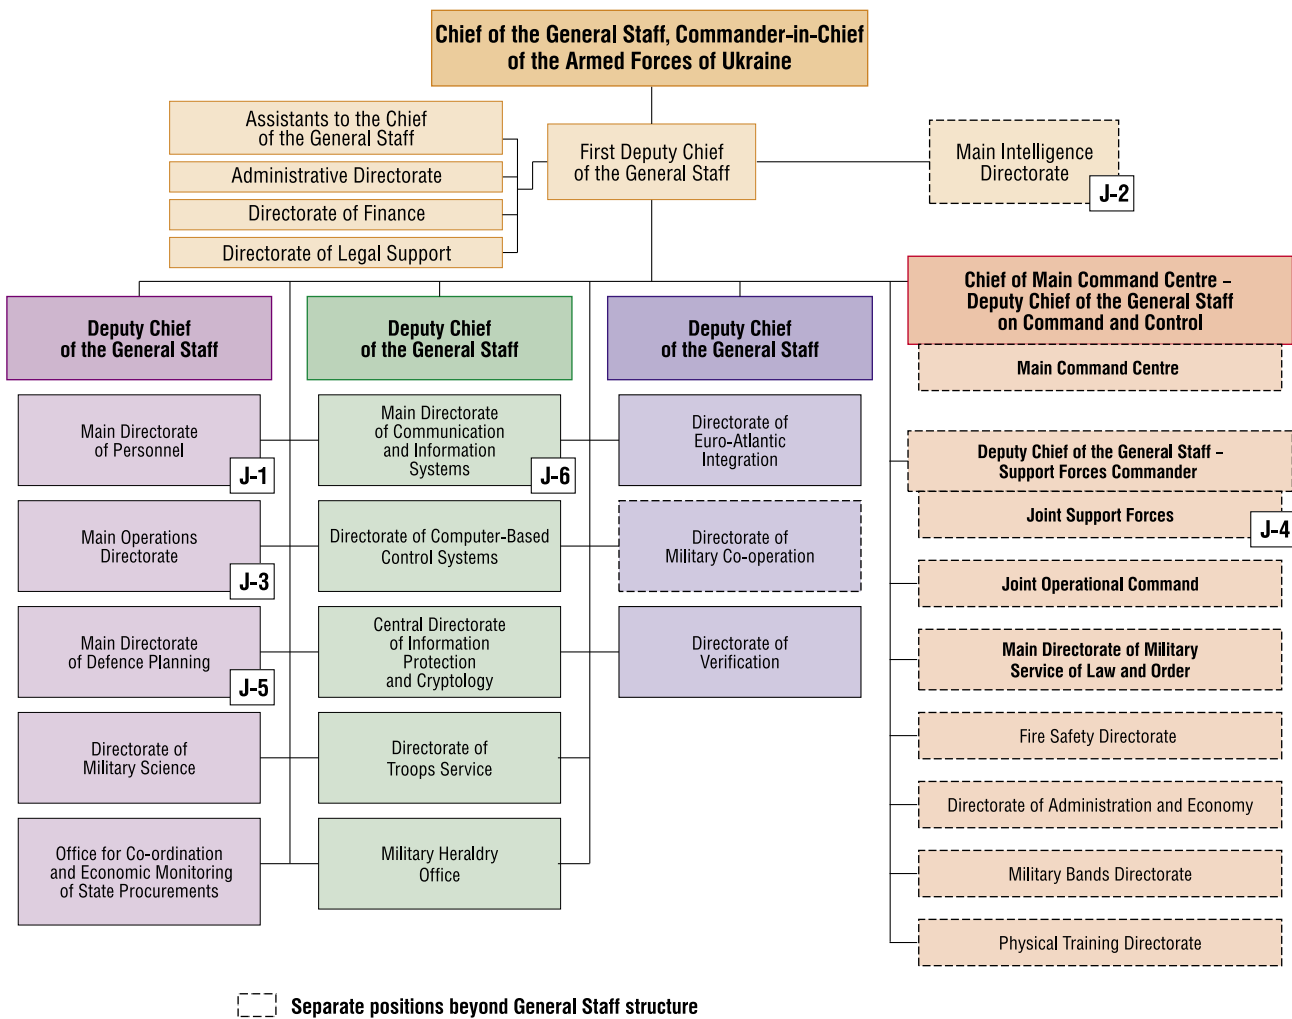 Chief of the General Staff, Commander-in-Chief
of the Armed Forces of Ukraine
Assistants to the Chief
of the General Staff
Administrative Directorate
Directorate of Finance
Directorate of Legal Support
First Deputy Chief
of the General Staff
Main Intelligence
Directorate
J-2
Deputy Chief
of the General Staff
Main Directorate
of Personnel
J-1
Main Operations
Directorate
J-3
Main Directorate
of Defence Planning
J-5
Directorate of
Military Science
Office for Co-ordination
and Economic Monitoring
of State Procurements
Deputy Chief
of the General Staff
Main Directorate
of Communication
and Information
Systems
J-6
Directorate of Computer-Based
Control Systems
Central Directorate
of Information
Protection
and Cryptology
Directorate of
Troops Service
Military Heraldry
Office
Deputy Chief
of the General Staff
Directorate of
Euro-Atlantic
Integration
Directorate of
Military Co-operation
Directorate of
Verification
Chief of Main Command Centre –
Deputy Chief of the General Staff
on Command and Control
Main Command Centre
Deputy Chief of the General Staff –
Support Forces Commander
Joint Support Forces
J-4
Joint Operational Command
Main Directorate of Military
Service of Law and Order
Fire Safety Directorate
Directorate of Administration and Economy
Military Bands Directorate
Physical Training Directorate
Separate positions beyond General Staff structure